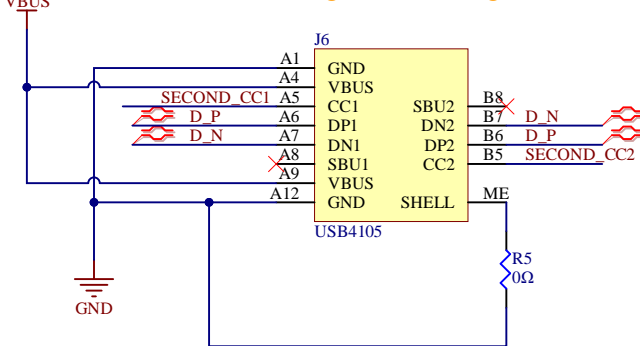 VBUS
J6
A1 GND
A4 VBUS
SECOND_CC1 A5 CC1 SBU2 B8
D_P A6 DP1 DN2 B7 D_N
D_N A7 DN1 DP2 B6 D_P
A8 SBU1 CC2 B5 SECOND_CC2
A9 VBUS
A12 GND SHELL ME
USB4105
R5
0Ω
GND